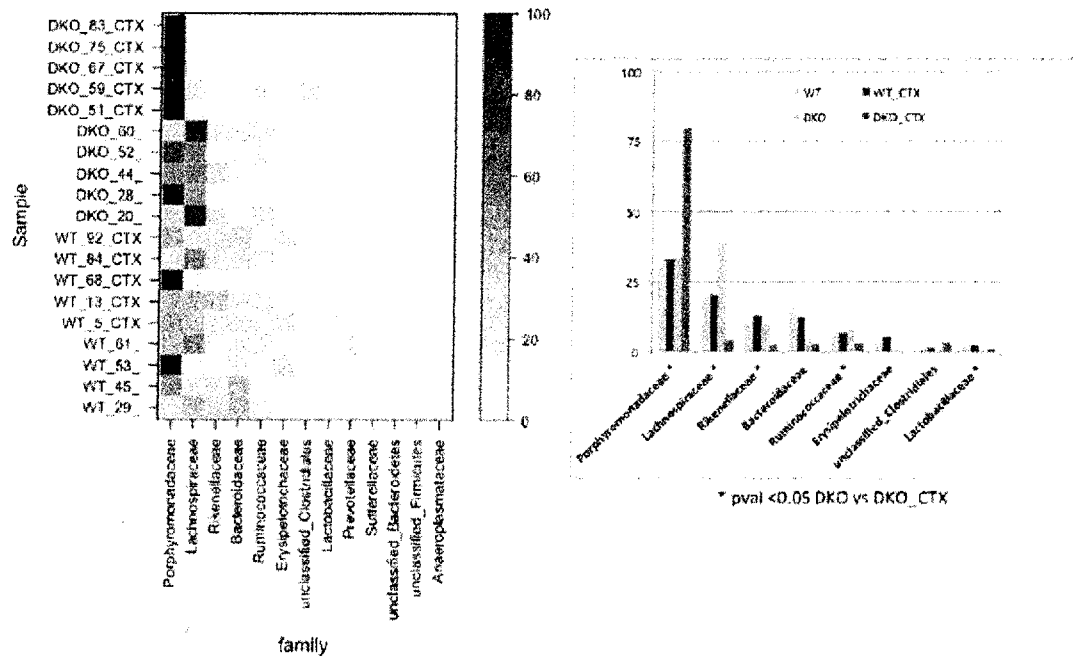 DKO_83_CTX
DKO_75_CTX
DKO_67_CTX
DKO_59_CTX
DKO_51_CTX
DKO_60_
DKO_52_
DKO_44_
DKO_28_
DKO_20_
WT_92_CTX
WT_84_CTX
WT_68_CTX
WT_13_CTX
WT_5_CTX
WT_61_
WT_53_
WT_45_
WT_29_
Sample
Porphyromonadaceae
Lachnospiraceae
Rikenellaceae
Bacteroidaceae
Ruminococcaceae
Erysipelotrichaceae
unclassified_Clostridiales
Lactobacillaceae
Prevotellaceae
Sutterellaceae
unclassified_Bacteroidetes
unclassified_Firmicutes
Anaeroplasmataceae
family
100
80
60
40
20
0
100
75
50
25
0
WT
WT_CTX
DKO
DKO_CTX
Porphyromonadaceae *
Lachnospiraceae *
Rikenellaceae *
Bacteroidaceae
Ruminococcaceae *
Erysipelotrichaceae
unclassified_Clostridiales
Lactobacillaceae *
* pval <0.05 DKO vs DKO_CTX